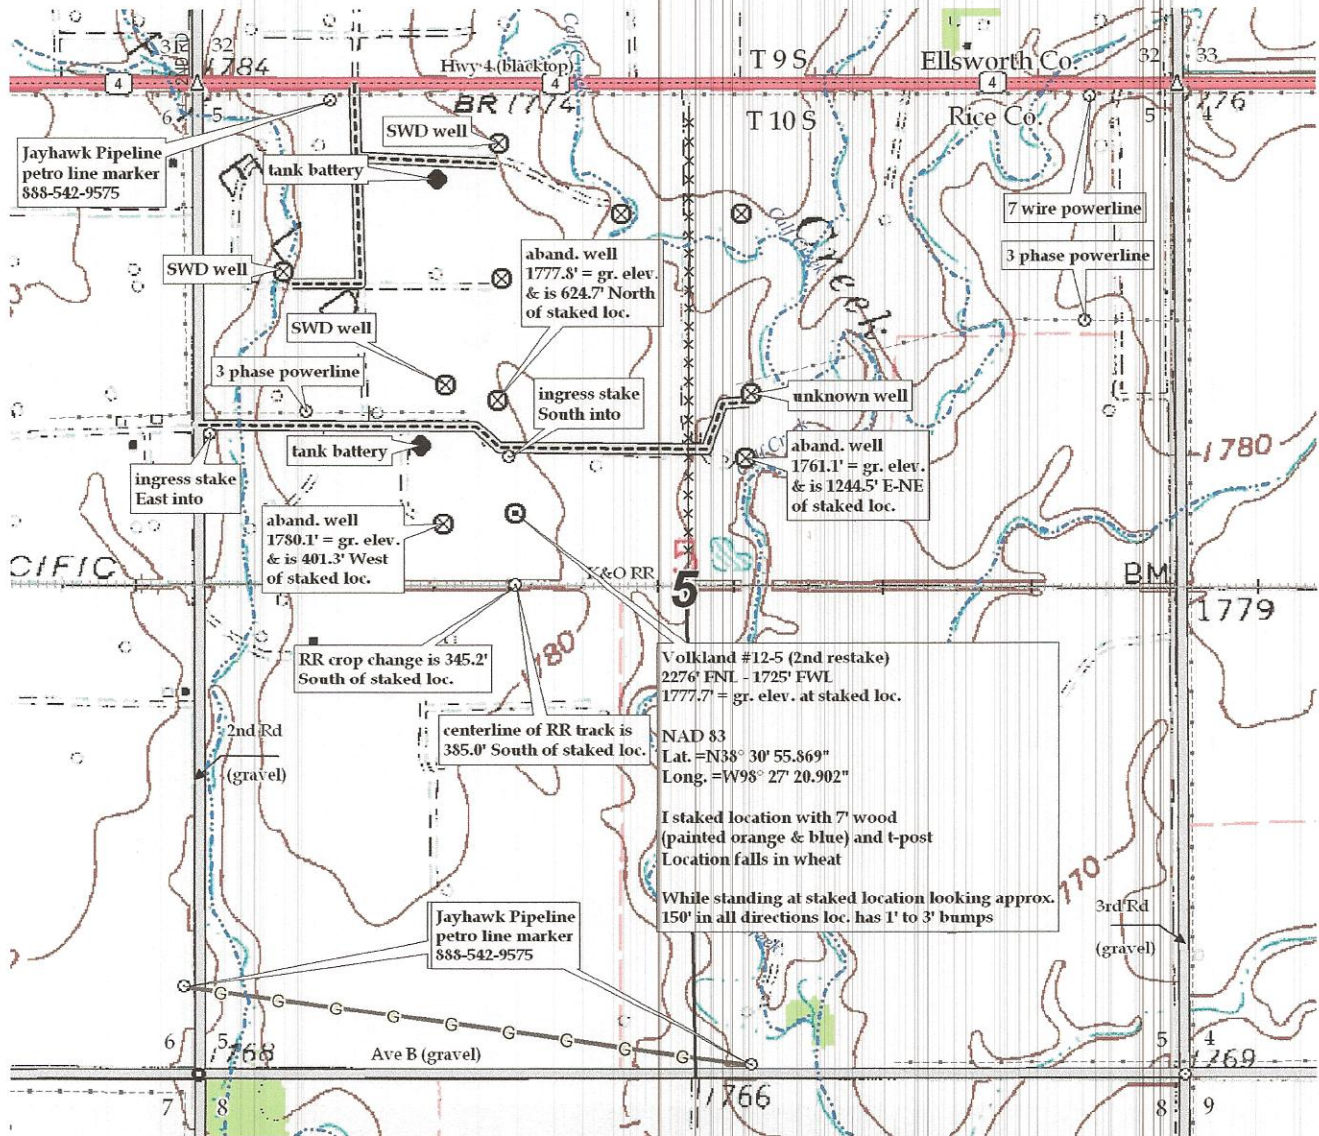 31
32
2ND RD
1784
Hwy 4 (blacktop)
T 9 S
Ellsworth Co.
32
33
4
4
4
BR 1774
T 10 S
Rice Co.
1776
6
5
5
4
SWD well
Jayhawk Pipeline
petro line marker
888-542-9575
tank battery
7 wire powerline
Creek
3 phase powerline
SWD well
aband. well
1777.8' = gr. elev.
& is 624.7' North
of staked loc.
SWD well
3 phase powerline
ingress stake
South into
unknown well
tank battery
aband. well
1761.1' = gr. elev.
& is 1244.5' E-NE
of staked loc.
1780
ingress stake
East into
aband. well
1780.1' = gr. elev.
& is 401.3' West
of staked loc.
CIFIC
K&O RR
5
BM
1779
RR crop change is 345.2'
South of staked loc.
780
Volkland #12-5 (2nd restake)
2276' FNL - 1725' FWL
1777.7' = gr. elev. at staked loc.
NAD 83
Lat. =N38° 30' 55.869"
Long. =W98° 27' 20.902"
I staked location with 7' wood
(painted orange & blue) and t-post
Location falls in wheat
While standing at staked location looking approx.
150' in all directions loc. has 1' to 3' bumps
centerline of RR track is
385.0' South of staked loc.
2nd Rd
(gravel)
770
3rd Rd
(gravel)
Jayhawk Pipeline
petro line marker
888-542-9575
G G G G G G G G G
6
5
1768
Ave B (gravel)
5
4
1769
7
8
1766
8
9